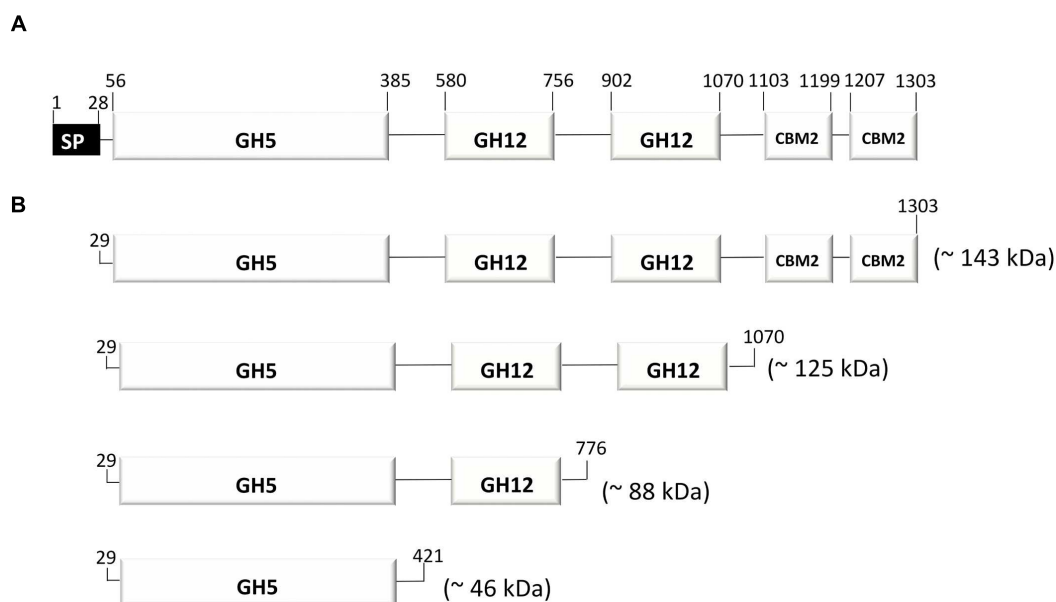 A
56 385 580 756 902 1070 1103 1199 1207 1303
1 28
SP GH5 GH12 GH12 CBM2 CBM2
B
1303
29
GH5 GH12 GH12 CBM2 CBM2 (~ 143 kDa)
1070
29
GH5 GH12 GH12 (~ 125 kDa)
776
29
GH5 GH12 (~ 88 kDa)
29 421
GH5 (~ 46 kDa)